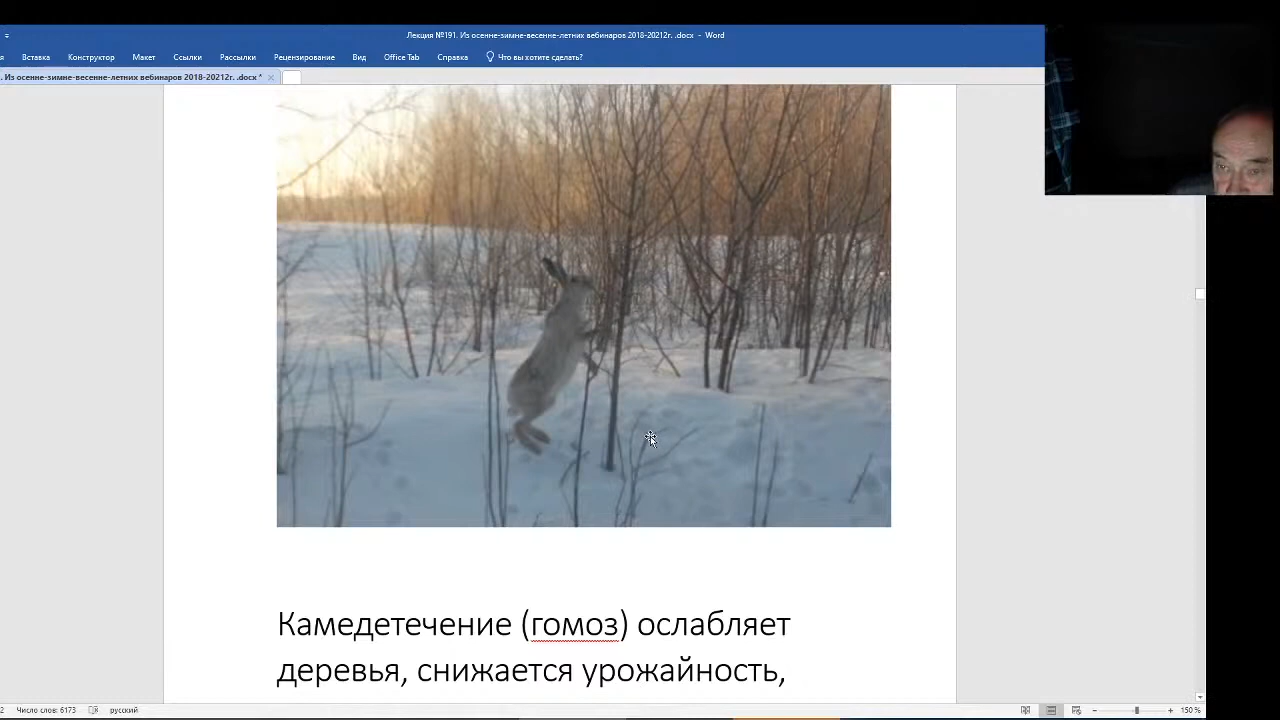 Лекция №191. Из осенне-зимне-весенне-летних вебинаров 2018-20212г. .docx - Word
Вставка Конструктор Макет Ссылки Рассылки Рецензирование Вид Office Tab Справка Что вы хотите сделать?
. Из осенне-зимне-весенне-летних вебинаров 2018-20212г. .docx *
Камедетечение (гомоз) ослабляет
деревья, снижается урожайность,
2 Число слов: 6173 русский 150 %